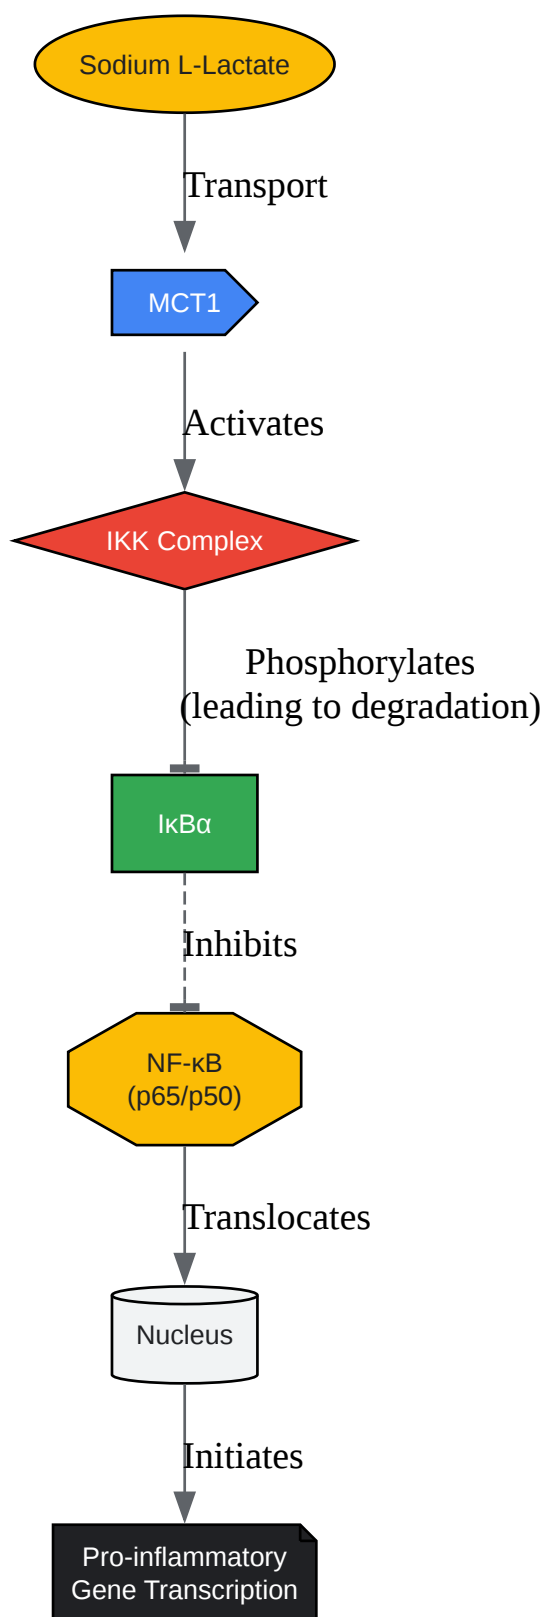 Sodium L-Lactate
Transport
MCT1
Activates
IKK Complex
Phosphorylates
(leading to degradation)
IκBα
Inhibits
NF-κB
(p65/p50)
Translocates
Nucleus
Initiates
Pro-inflammatory
Gene Transcription